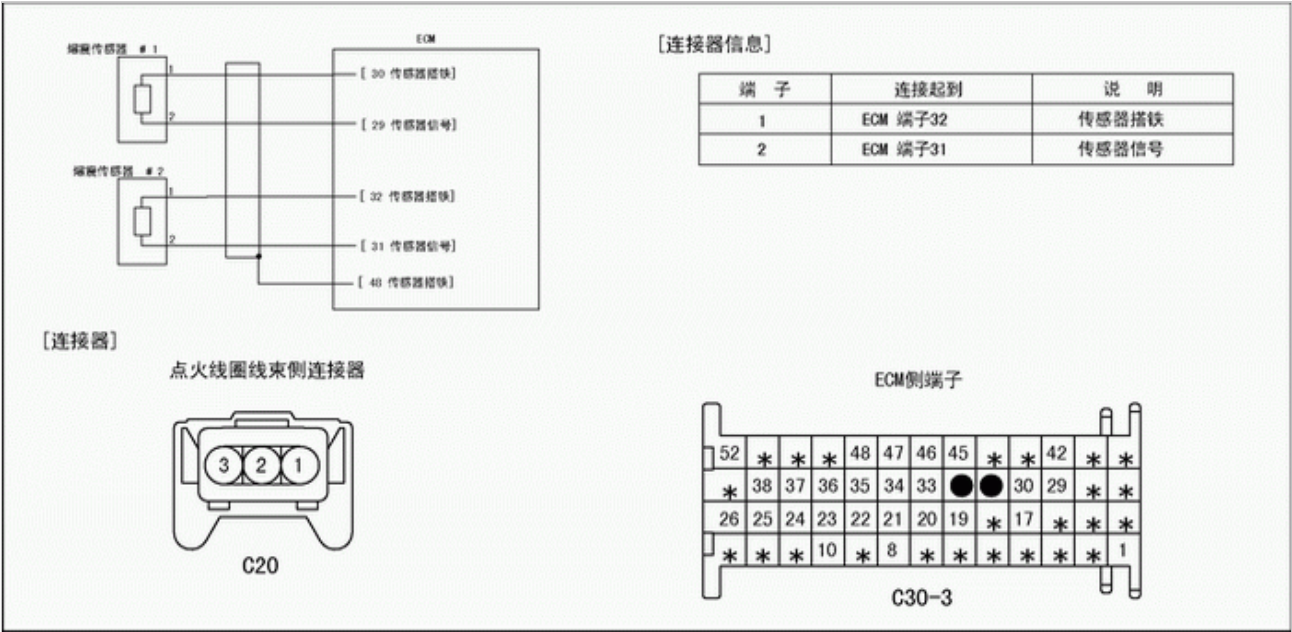 ECM
爆震传感器 #1
1
[ 30 传感器搭铁]
2
[ 29 传感器信号]
爆震传感器 #2
1
[ 32 传感器搭铁]
2
[ 31 传感器信号]
[ 48 传感器搭铁]
[连接器信息]
端 子 连接起到 说 明
1 ECM 端子32 传感器搭铁
2 ECM 端子31 传感器信号
[连接器]
点火线圈线束侧连接器
3 2 1
C20
ECM侧端子
52 * * * 48 47 46 45 * * 42 * *
* 38 37 36 35 34 33 ● ● 30 29 * *
26 25 24 23 22 21 20 19 * 17 * * *
* * * 10 * 8 * * * * * * 1
C30-3